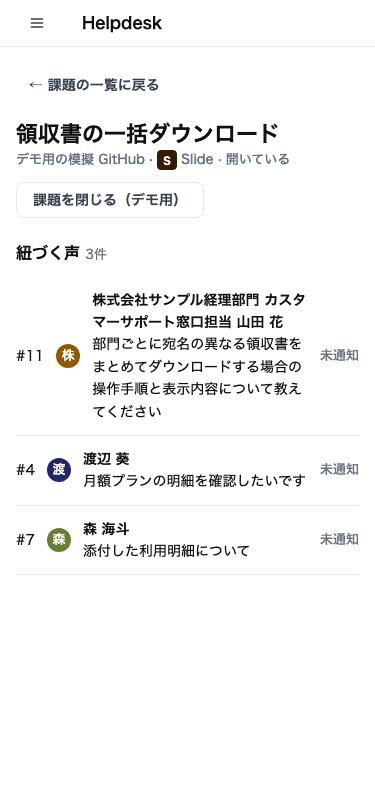 Helpdesk
← 課題の一覧に戻る
領収書の一括ダウンロード
デモ用の模擬 GitHub · S Slide · 開いている
課題を閉じる（デモ用）
紐づく声 3件
#11 株 株式会社サンプル経理部門 カスタ
マーサポート窓口担当 山田 花
部門ごとに宛名の異なる領収書を
まとめてダウンロードする場合の
操作手順と表示内容について教え
てください
未通知
#4 渡 渡辺 葵
月額プランの明細を確認したいです
未通知
#7 森 森 海斗
添付した利用明細について
未通知